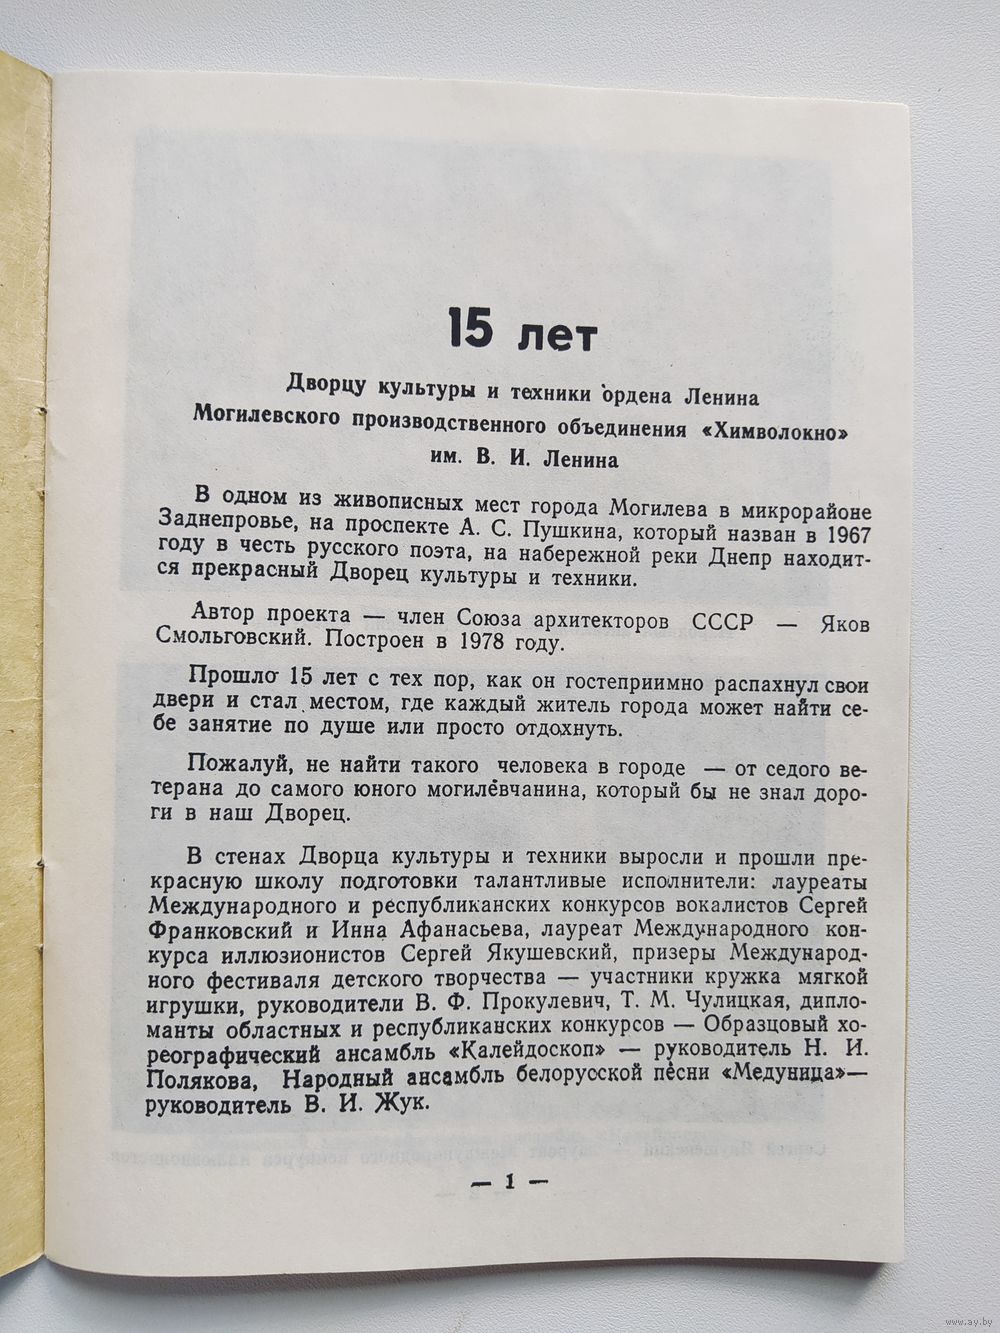 15 лет
Дворцу культуры и техники ордена Ленина
Могилевского производственного объединения «Химволокно»
им. В. И. Ленина
В одном из живописных мест города Могилева в микрорайоне
Заднепровье, на проспекте А. С. Пушкина, который назван в 1967
году в честь русского поэта, на набережной реки Днепр находит-
ся прекрасный Дворец культуры и техники.
Автор проекта — член Союза архитекторов СССР — Яков
Смольговский. Построен в 1978 году.
Прошло 15 лет с тех пор, как он гостеприимно распахнул свои
двери и стал местом, где каждый житель города может найти се-
бе занятие по душе или просто отдохнуть.
Пожалуй, не найти такого человека в городе — от седого ве-
терана до самого юного могилевчанина, который бы не знал доро-
ги в наш Дворец.
В стенах Дворца культуры и техники выросли и прошли пре-
красную школу подготовки талантливые исполнители: лауреаты
Международного и республиканских конкурсов вокалистов Сергей
Франковский и Инна Афанасьева, лауреат Международного кон-
курса иллюзионистов Сергей Якушевский, призеры Международ-
ного фестиваля детского творчества — участники кружка мягкой
игрушки, руководители В. Ф. Прокулевич, Т. М. Чулицкая, дипло-
манты областных и республиканских конкурсов — Образцовый хо-
реографический ансамбль «Калейдоскоп» — руководитель Н. И.
Полякова, Народный ансамбль белорусской песни «Медуница»—
руководитель В. И. Жук.
— 1 —
www.ay.by